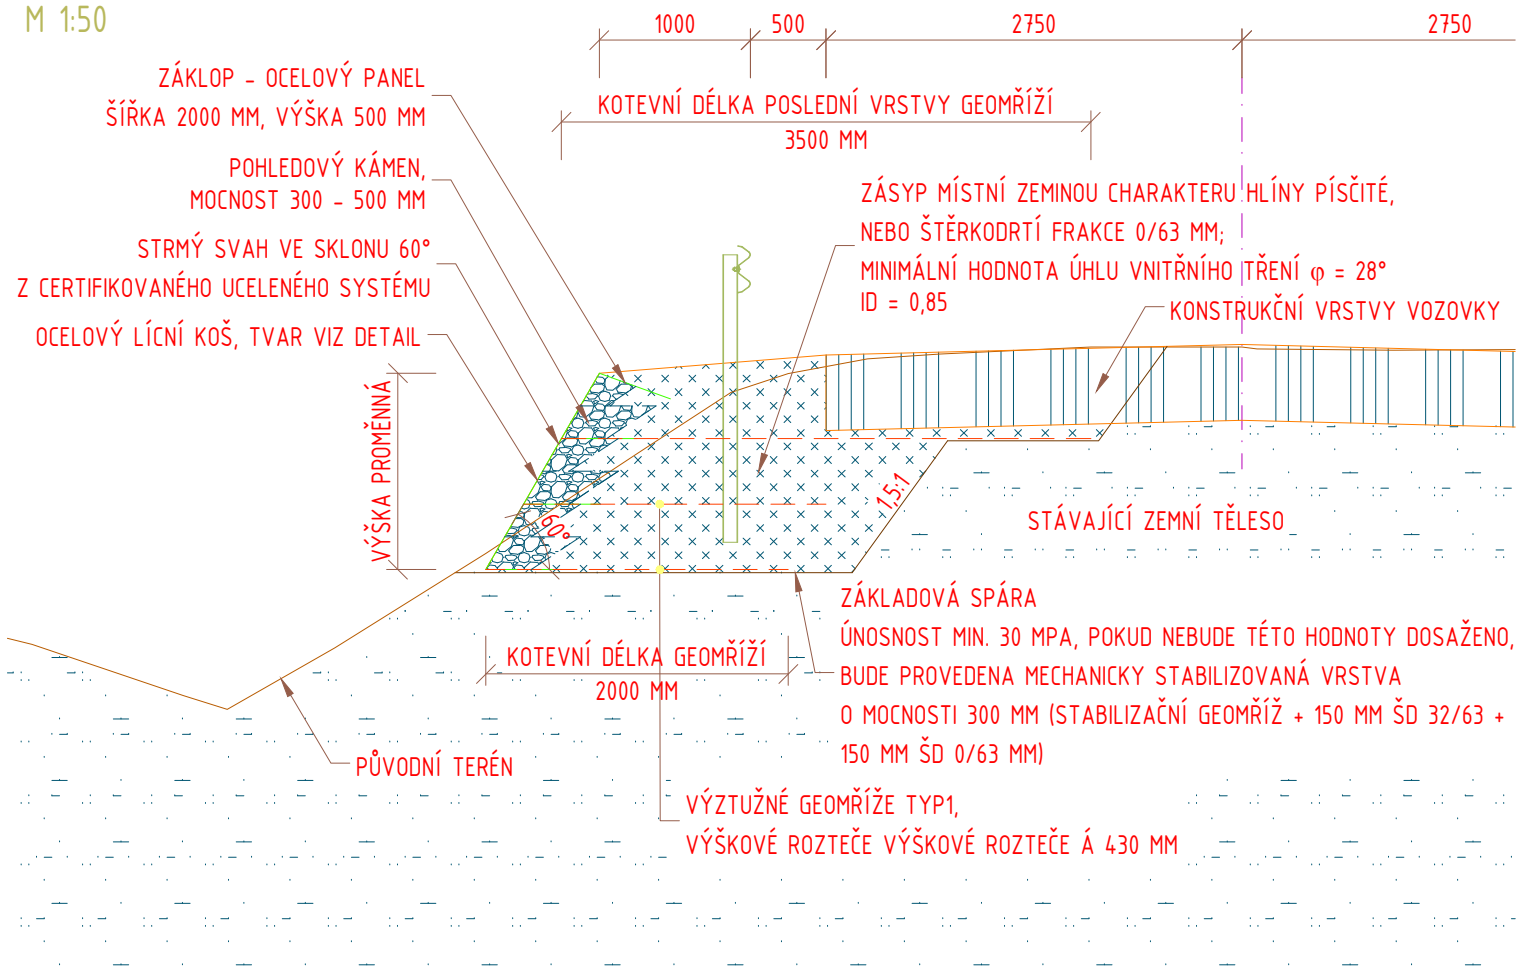 M 1:50
1000
500
2750
2750
ZÁKLOP - OCELOVÝ PANEL
ŠÍŘKA 2000 MM, VÝŠKA 500 MM
KOTEVNÍ DÉLKA POSLEDNÍ VRSTVY GEOMŘÍŽÍ
3500 MM
POHLEDOVÝ KÁMEN,
MOCNOST 300 - 500 MM
ZÁSYP MÍSTNÍ ZEMINOU CHARAKTERU HLÍNY PÍSČITÉ,
NEBO ŠTĚRKODRTÍ FRAKCE 0/63 MM;
MINIMÁLNÍ HODNOTA ÚHLU VNITŘNÍHO TŘENÍ φ = 28°
ID = 0,85
STRMÝ SVAH VE SKLONU 60°
Z CERTIFIKOVANÉHO UCELENÉHO SYSTÉMU
KONSTRUKČNÍ VRSTVY VOZOVKY
OCELOVÝ LÍCNÍ KOŠ, TVAR VIZ DETAIL
VÝŠKA PROMĚNNÁ
60°
1,5:1
STÁVAJÍCÍ ZEMNÍ TĚLESO
ZÁKLADOVÁ SPÁRA
ÚNOSNOST MIN. 30 MPA, POKUD NEBUDE TÉTO HODNOTY DOSAŽENO,
BUDE PROVEDENA MECHANICKY STABILIZOVANÁ VRSTVA
O MOCNOSTI 300 MM (STABILIZAČNÍ GEOMŘÍŽ + 150 MM ŠD 32/63 +
150 MM ŠD 0/63 MM)
KOTEVNÍ DÉLKA GEOMŘÍŽÍ
2000 MM
PŮVODNÍ TERÉN
VÝZTUŽNÉ GEOMŘÍŽE TYP1,
VÝŠKOVÉ ROZTEČE VÝŠKOVÉ ROZTEČE Á 430 MM